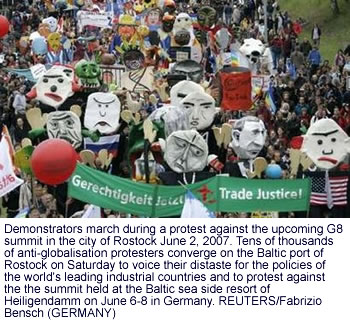 Gerechtigkeit jetzt
Trade Justice!
Demonstrators march during a protest against the upcoming G8
summit in the city of Rostock June 2, 2007. Tens of thousands
of anti-globalisation protesters converge on the Baltic port of
Rostock on Saturday to voice their distaste for the policies of
the world's leading industrial countries and to protest against
the the summit held at the Baltic sea side resort of
Heiligendamm on June 6-8 in Germany. REUTERS/Fabrizio
Bensch (GERMANY)